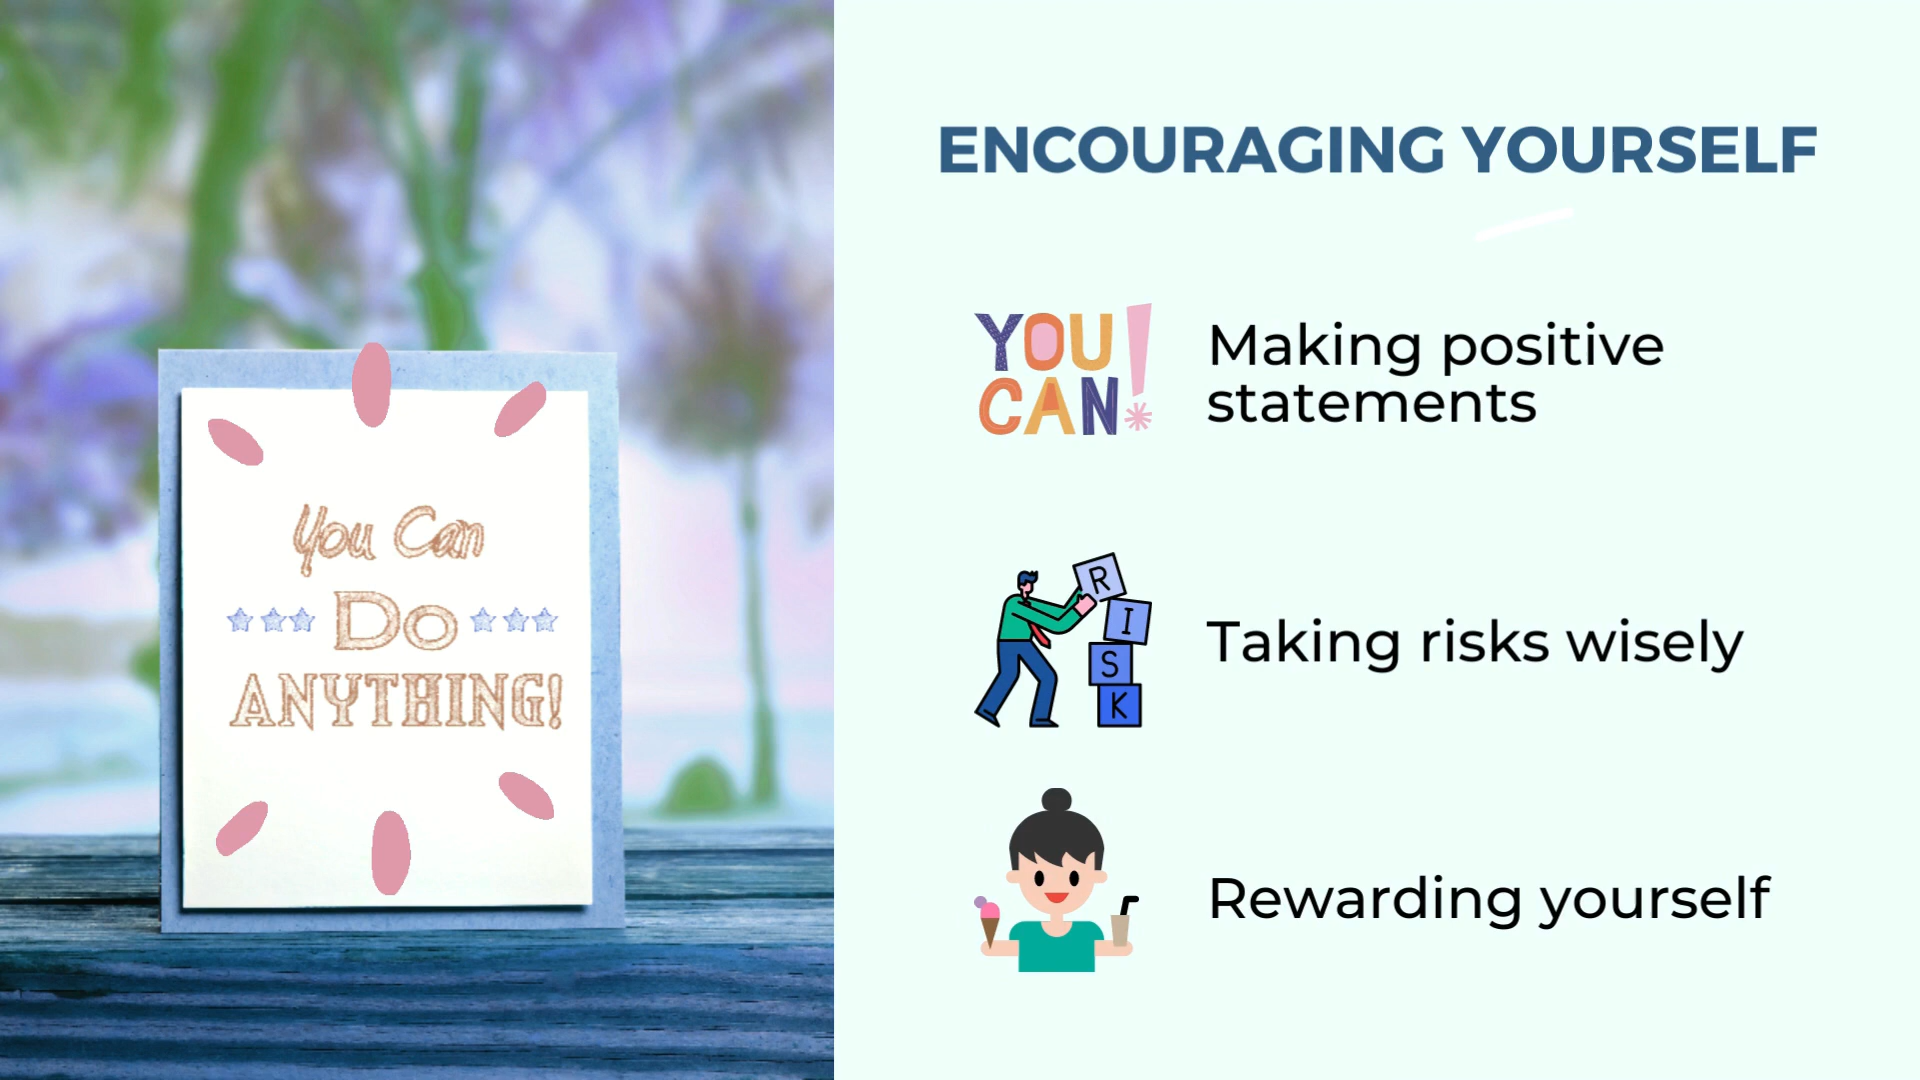 You Can
Do
ANYTHING!
ENCOURAGING YOURSELF
YOU
CAN!
Making positive
statements
R
I
S
K
Taking risks wisely
Rewarding yourself